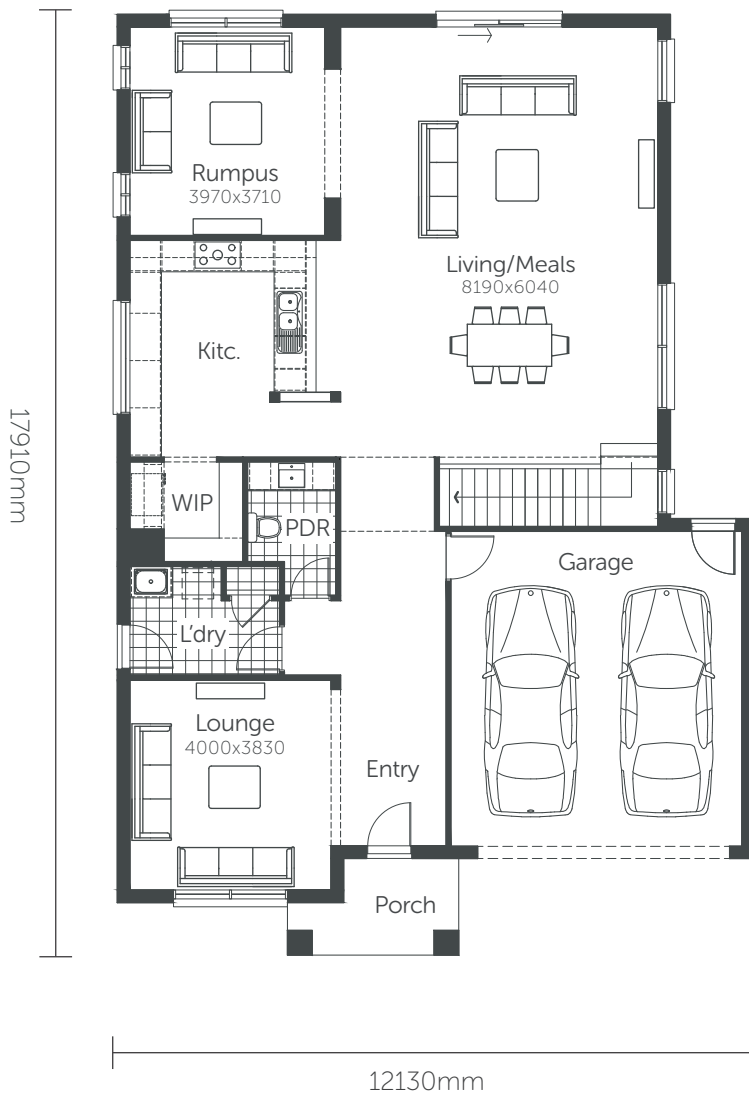 Rumpus
3970x3710
Living/Meals
8190x6040
Kitc.
17910mm
WIP
PDR
Garage
L'dry
Lounge
4000x3830
Entry
Porch
12130mm